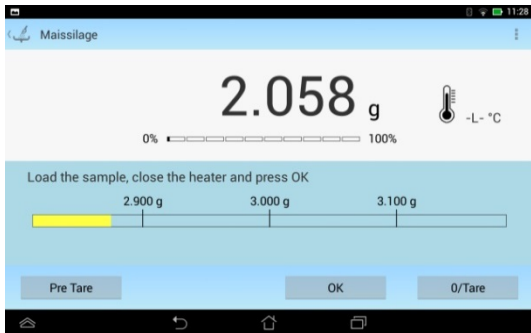 11:28
Maissilage
2.058 g
-L- °C
0% 100%
Load the sample, close the heater and press OK
2.900 g 3.000 g 3.100 g
Pre Tare OK 0/Tare